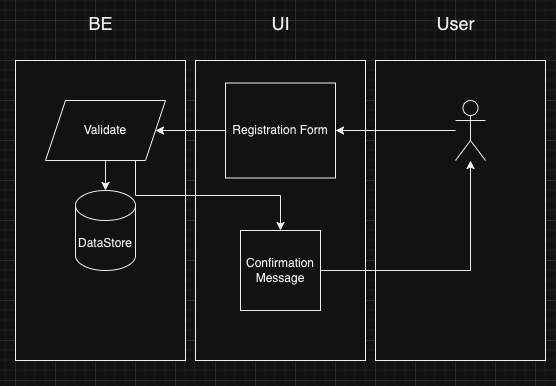 BE
UI
User
Validate
Registration Form
DataStore
Confirmation
Message